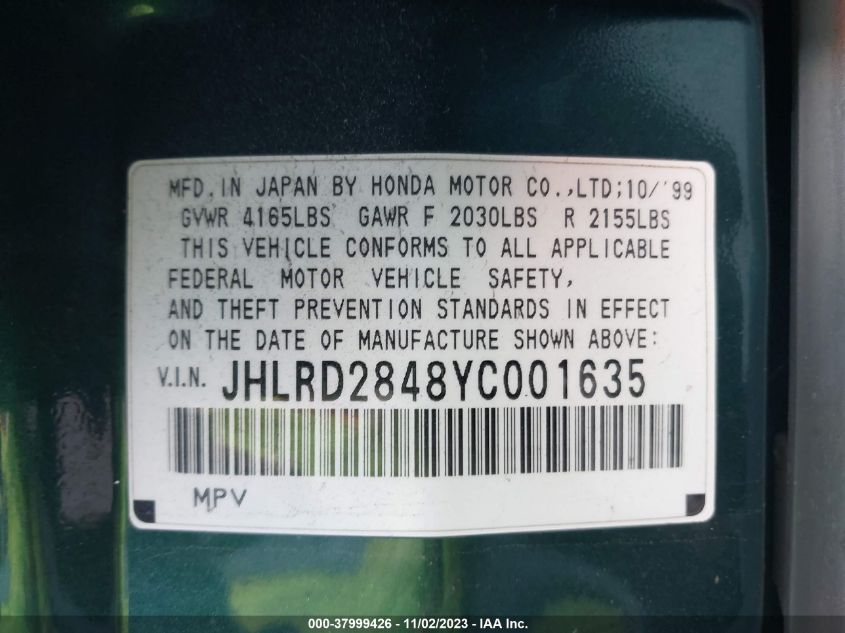 MFD.IN JAPAN BY HONDA MOTOR CO.,LTD;10/'99
GVWR 4165LBS GAWR F 2030LBS R 2155LBS
THIS VEHICLE CONFORMS TO ALL APPLICABLE
FEDERAL MOTOR VEHICLE SAFETY,
AND THEFT PREVENTION STANDARDS IN EFFECT
ON THE DATE OF MANUFACTURE SHOWN ABOVE:
V.I.N. JHLRD2848YC001635
MPV
000-37999426 - 11/02/2023 - IAA Inc.